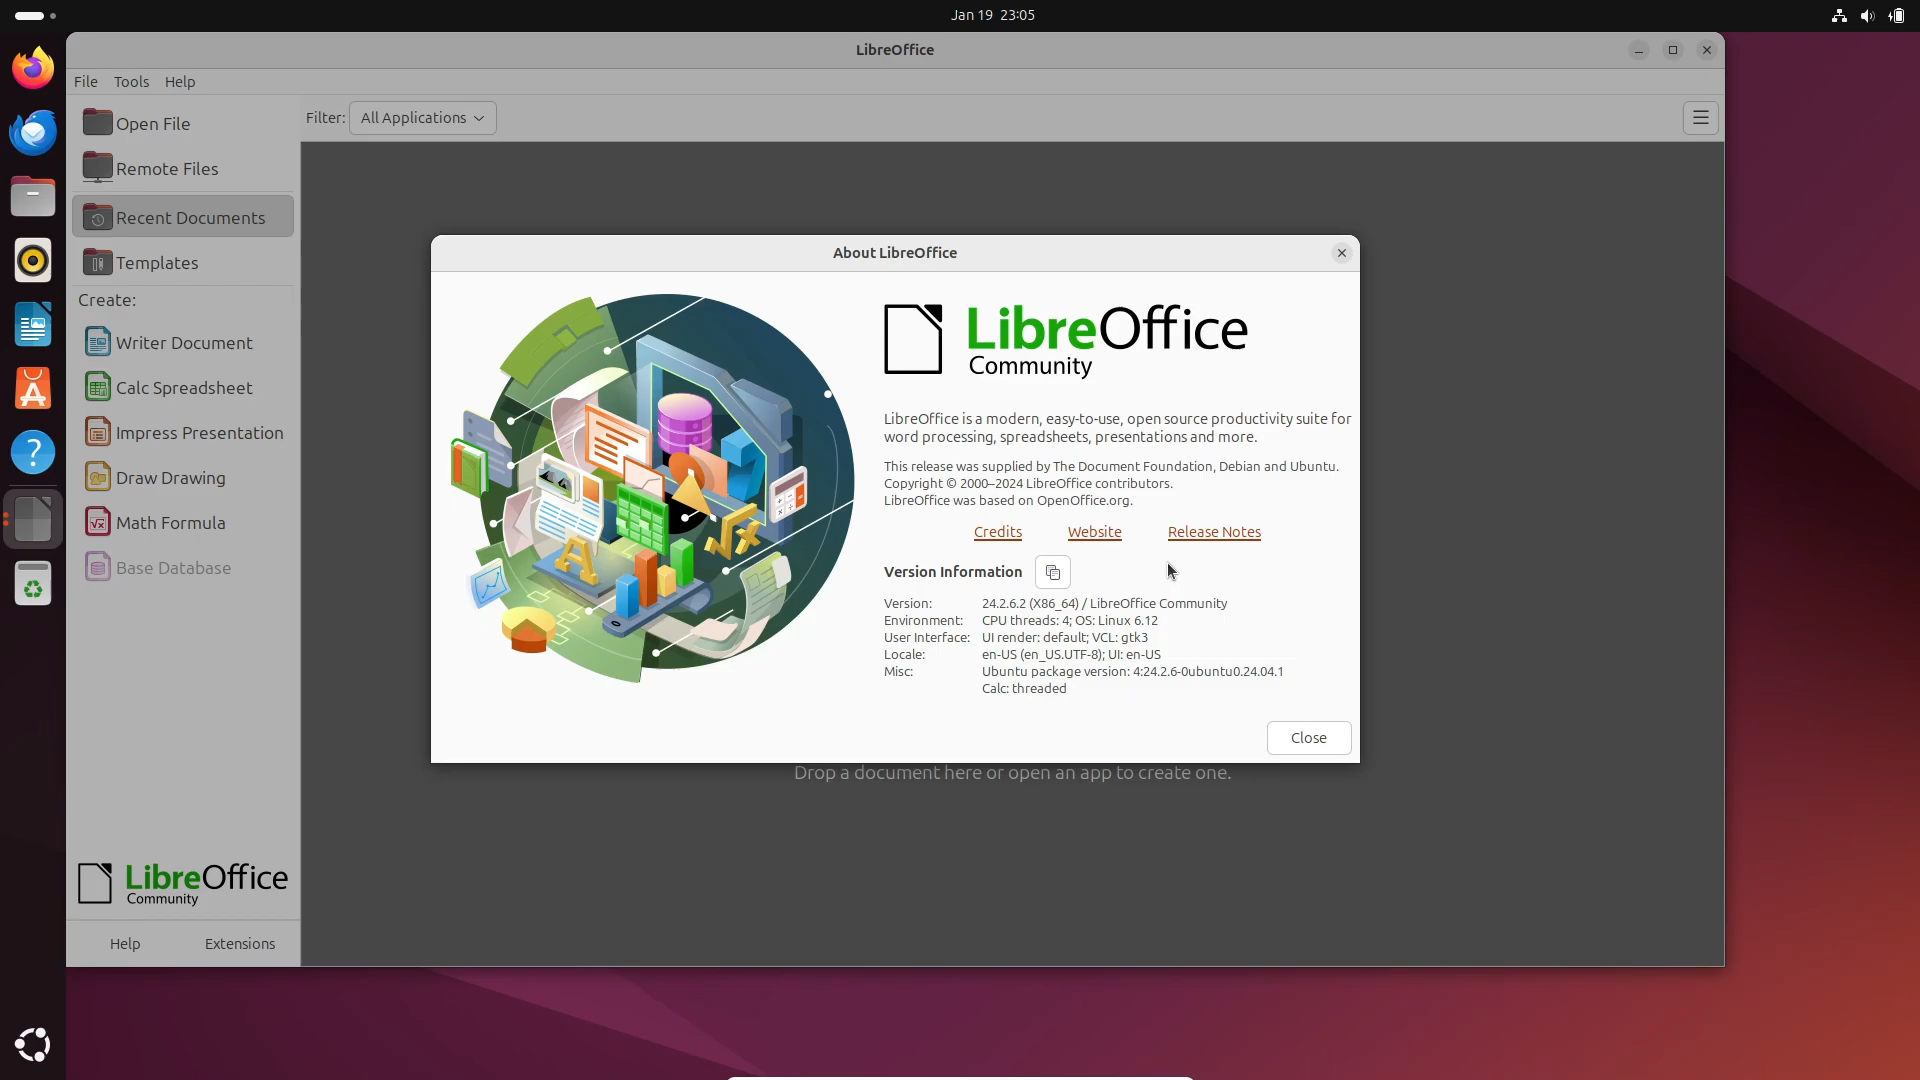 Jan 19 23:05
LibreOffice
File Tools Help
Open File
Remote Files
Recent Documents
Templates
Create:
Writer Document
Calc Spreadsheet
Impress Presentation
Draw Drawing
Math Formula
Base Database
LibreOffice
Community
Help Extensions
Filter: All Applications
About LibreOffice
LibreOffice
Community
LibreOffice is a modern, easy-to-use, open source productivity suite for
word processing, spreadsheets, presentations and more.
This release was supplied by The Document Foundation, Debian and Ubuntu.
Copyright © 2000–2024 LibreOffice contributors.
LibreOffice was based on OpenOffice.org.
Credits Website Release Notes
Version Information
Version: 24.2.6.2 (X86_64) / LibreOffice Community
Environment: CPU threads: 4; OS: Linux 6.12
User Interface: UI render: default; VCL: gtk3
Locale: en-US (en_US.UTF-8); UI: en-US
Misc: Ubuntu package version: 4:24.2.6-0ubuntu0.24.04.1
Calc: threaded
Close
Drop a document here or open an app to create one.